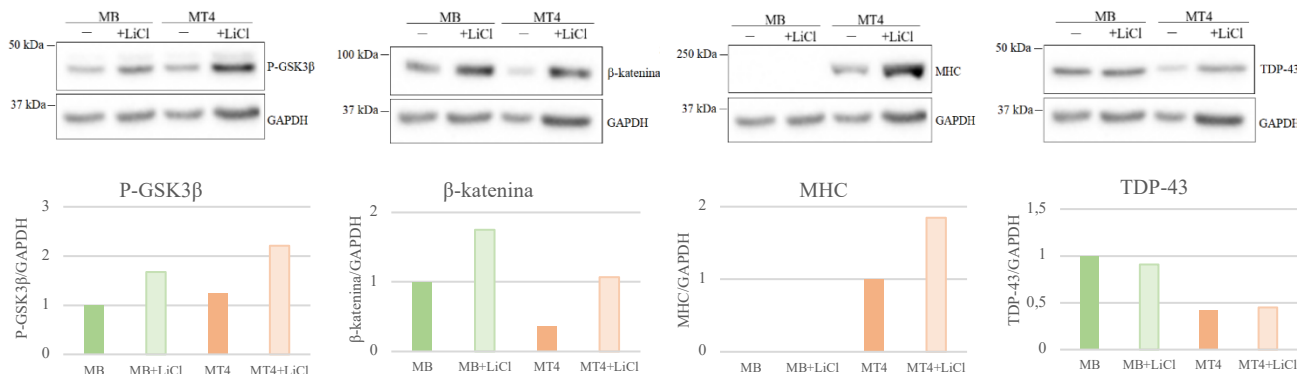 MB MT4
– +LiCl – +LiCl
50 kDa
P-GSK3β
37 kDa
GAPDH
MB MT4
– +LiCl – +LiCl
100 kDa
β-katenina
37 kDa
GAPDH
MB MT4
– +LiCl – +LiCl
250 kDa
MHC
37 kDa
GAPDH
MB MT4
– +LiCl – +LiCl
50 kDa
TDP-43
37 kDa
GAPDH
P-GSK3β
P-GSK3β/GAPDH
3
2
1
0
MB MB+LiCl MT4 MT4+LiCl
β-katenina
β-katenina/GAPDH
2
1
0
MB MB+LiCl MT4 MT4+LiCl
MHC
MHC/GAPDH
2
1
0
MB MB+LiCl MT4 MT4+LiCl
TDP-43
TDP-43/GAPDH
1,5
1
0,5
0
MB MB+LiCl MT4 MT4+LiCl